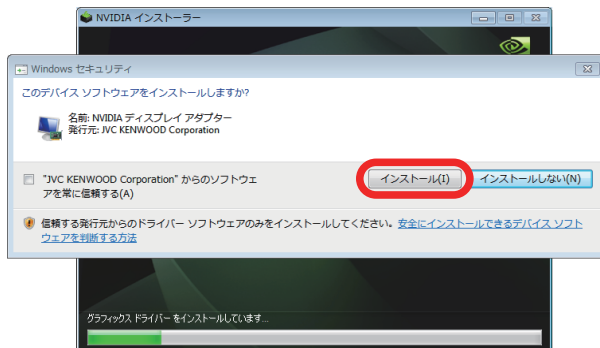 NVIDIA インストーラー
Windows セキュリティ
このデバイス ソフトウェアをインストールしますか?
名前: NVIDIA ディスプレイ アダプター
発行元: JVC KENWOOD Corporation
"JVC KENWOOD Corporation" からのソフトウェ
アを常に信頼する(A)
インストール(I)
インストールしない(N)
信頼する発行元からのドライバー ソフトウェアのみをインストールしてください。安全にインストールできるデバイス ソフト
ウェアを判断する方法
グラフィックス ドライバー をインストールしています...